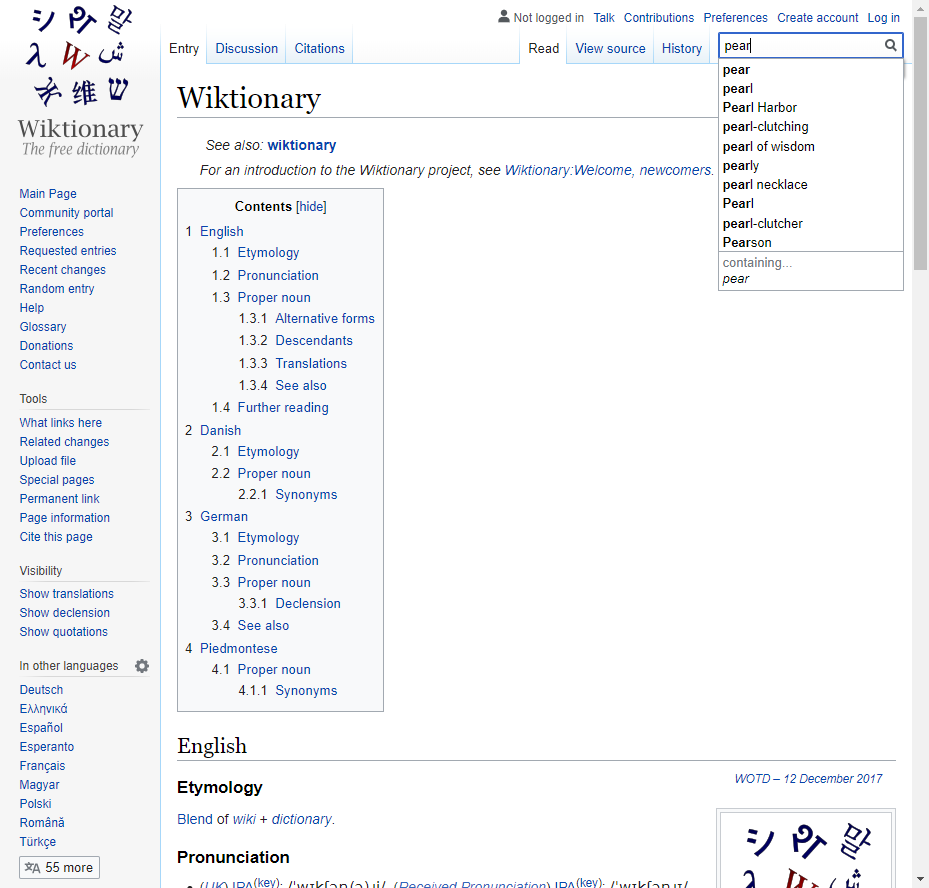 Wiktionary
The free dictionary
Not logged in Talk Contributions Preferences Create account Log in
Entry Discussion Citations Read View source History pear
pear
pearl
Pearl Harbor
pearl-clutching
pearl of wisdom
pearly
pearl necklace
Pearl
pearl-clutcher
Pearson
containing...
pear
Main Page
Community portal
Preferences
Requested entries
Recent changes
Random entry
Help
Glossary
Donations
Contact us
Tools
What links here
Related changes
Upload file
Special pages
Permanent link
Page information
Cite this page
Visibility
Show translations
Show declension
Show quotations
In other languages
Deutsch
Ελληνικά
Español
Esperanto
Français
Magyar
Polski
Română
Türkçe
55 more
Wiktionary
See also: wiktionary
For an introduction to the Wiktionary project, see Wiktionary:Welcome, newcomers.
Contents [hide]
1 English
1.1 Etymology
1.2 Pronunciation
1.3 Proper noun
1.3.1 Alternative forms
1.3.2 Descendants
1.3.3 Translations
1.3.4 See also
1.4 Further reading
2 Danish
2.1 Etymology
2.2 Proper noun
2.2.1 Synonyms
3 German
3.1 Etymology
3.2 Pronunciation
3.3 Proper noun
3.3.1 Declension
3.4 See also
4 Piedmontese
4.1 Proper noun
4.1.1 Synonyms
English
WOTD – 12 December 2017
Etymology
Blend of wiki + dictionary.
Pronunciation
(UK) IPA(key): (Received Pronunciation) IPA(key):